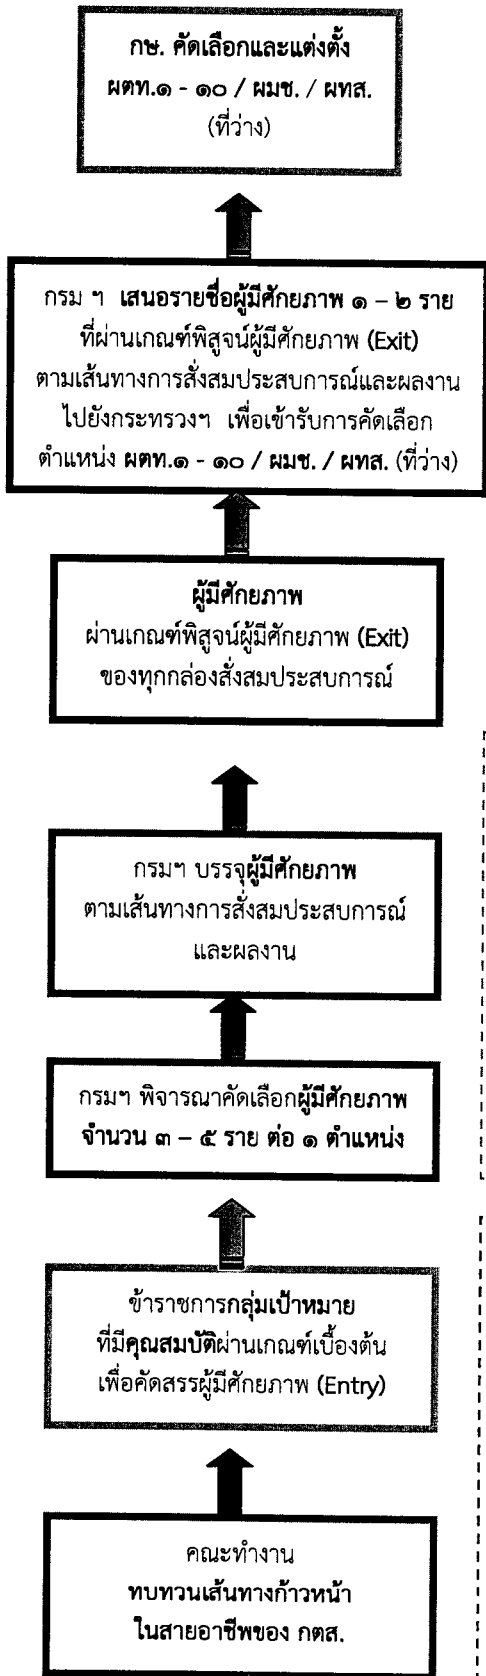 กษ. คัดเลือกและแต่งตั้ง
ผตท.๑ - ๑๐ / ผมช. / ผทส.
(ที่ว่าง)
กรม ฯ เสนอรายชื่อผู้มีศักยภาพ ๑ – ๒ ราย
ที่ผ่านเกณฑ์พิสูจน์ผู้มีศักยภาพ (Exit)
ตามเส้นทางการสั่งสมประสบการณ์และผลงาน
ไปยังกระทรวงฯ เพื่อเข้ารับการคัดเลือก
ตำแหน่ง ผตท.๑ - ๑๐ / ผมช. / ผทส. (ที่ว่าง)
ผู้มีศักยภาพ
ผ่านเกณฑ์พิสูจน์ผู้มีศักยภาพ (Exit)
ของทุกกล่องสั่งสมประสบการณ์
กรมฯ บรรจุผู้มีศักยภาพ
ตามเส้นทางการสั่งสมประสบการณ์
และผลงาน
กรมฯ พิจารณาคัดเลือกผู้มีศักยภาพ
จำนวน ๓ – ๕ ราย ต่อ ๑ ตำแหน่ง
ข้าราชการกลุ่มเป้าหมาย
ที่มีคุณสมบัติผ่านเกณฑ์เบื้องต้น
เพื่อคัดสรรผู้มีศักยภาพ (Entry)
คณะทำงาน
ทบทวนเส้นทางก้าวหน้า
ในสายอาชีพของ กตส.